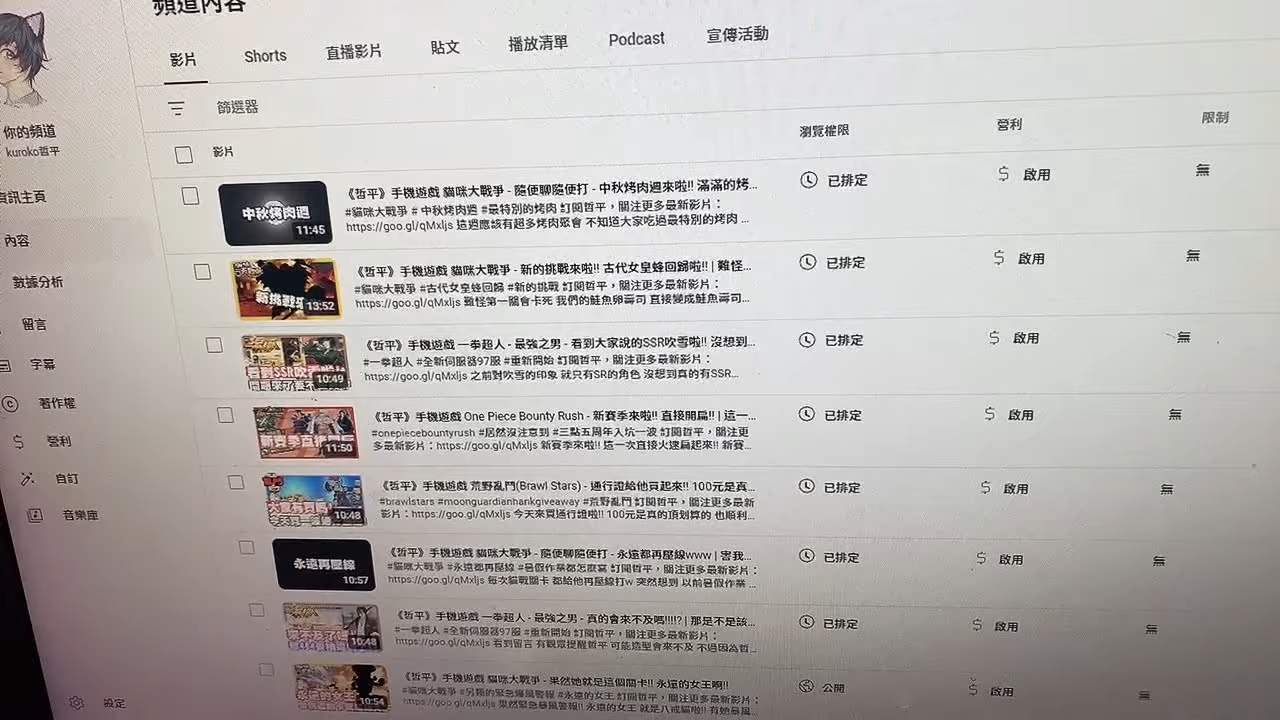 頻道內容
影片
Shorts
直播影片
貼文
播放清單
Podcast
宣傳活動
篩選器
影片
瀏覽權限
營利
限制
你的頻道
kuroko哲平
資訊主頁
內容
數據分析
留言
字幕
著作權
營利
自訂
音樂庫
設定
中秋烤肉週
11:45
《哲平》手機遊戲 貓咪大戰爭 - 隨便聊隨便打 - 中秋烤肉週來啦!! 滿滿的烤...
#貓咪大戰爭 # 中秋烤肉週 #最特別的烤肉 訂閱哲平，關注更多最新影片：
https://goo.gl/qMxljs 這週應該有超多烤肉聚會 不知道大家吃過最特別的烤肉 ...
已排定
啟用
無
新挑戰
13:52
《哲平》手機遊戲 貓咪大戰爭 - 新的挑戰來啦!! 古代女皇蜂回歸啦!! | 難怪...
#貓咪大戰爭 #古代女皇蜂回歸 #新的挑戰 訂閱哲平，關注更多最新影片：
https://goo.gl/qMxljs 難怪第一關會卡死 我們的鮭魚卵壽司 直接變成鮭魚壽司...
已排定
啟用
無
10:49
《哲平》手機遊戲 一拳超人 - 最強之男 - 看到大家說的SSR吹雪啦!! 沒想到...
#一拳超人 #全新伺服器97服 #重新開始 訂閱哲平，關注更多最新影片：
https://goo.gl/qMxljs 之前對吹雪的印象 就只有SR的角色 沒想到真的有SSR...
已排定
啟用
無
11:50
《哲平》手機遊戲 One Piece Bounty Rush - 新賽季來啦!! 直接開扁!! | 這一...
#onepiecebountyrush #居然沒注意到 #三點五周年入坑一波 訂閱哲平，關注更
多最新影片：https://goo.gl/qMxljs 新賽季來啦!! 這一次直接火速扁起來!! 新賽...
已排定
啟用
無
10:48
《哲平》手機遊戲 荒野亂鬥(Brawl Stars) - 通行證給他買起來!! 100元是真...
#brawlstars #moonguardianhankgiveaway #荒野亂鬥 訂閱哲平，關注更多最新
影片：https://goo.gl/qMxljs 今天來買通行證啦!! 100元是真的頂划算的 也順利...
已排定
啟用
無
永遠再壓線
10:57
《哲平》手機遊戲 貓咪大戰爭 - 隨便聊隨便打 - 永遠都再壓線www | 害我...
#貓咪大戰爭 #永遠都再壓線 #暑假作業都怎麼寫 訂閱哲平，關注更多最新影片：
https://goo.gl/qMxljs 每次貓戰關卡 都給他再壓線打w 突然想到 以前暑假作業 ...
已排定
啟用
無
10:48
《哲平》手機遊戲 一拳超人 - 最強之男 - 真的會來不及嗎!!!!? | 那是不是該...
#一拳超人 #全新伺服器97服 #重新開始 訂閱哲平，關注更多最新影片：
https://goo.gl/qMxljs 看到留言 有觀眾提醒哲平 可能造型會來不及 不過因為哲...
已排定
啟用
無
10:54
《哲平》手機遊戲 貓咪大戰爭 - 果然她就是這個關卡!! 永遠的女王啊!!
#貓咪大戰爭 #另類的緊急爆風警報 #永遠的女王 訂閱哲平，關注更多最新影片：
https://goo.gl/qMxljs 果然緊急暴風警報!! 永遠的女王 就是八戒貓啦!! 有她暴風...
公開
啟用
無